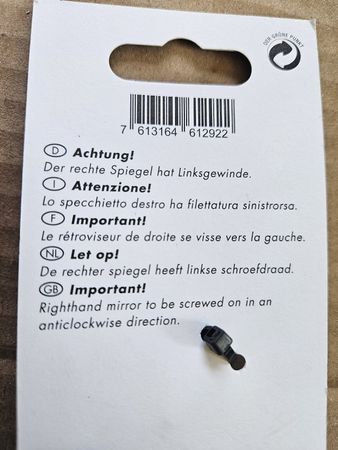 DER GRÜNE PUNKT
7 613164 612922
D Achtung!
Der rechte Spiegel hat Linksgewinde.
I Attenzione!
Lo specchietto destro ha filettatura sinistrorsa.
F Important!
Le rétroviseur de droite se visse vers la gauche.
NL Let op!
De rechter spiegel heeft linkse schroefdraad.
GB Important!
Righthand mirror to be screwed on in an
anticlockwise direction.